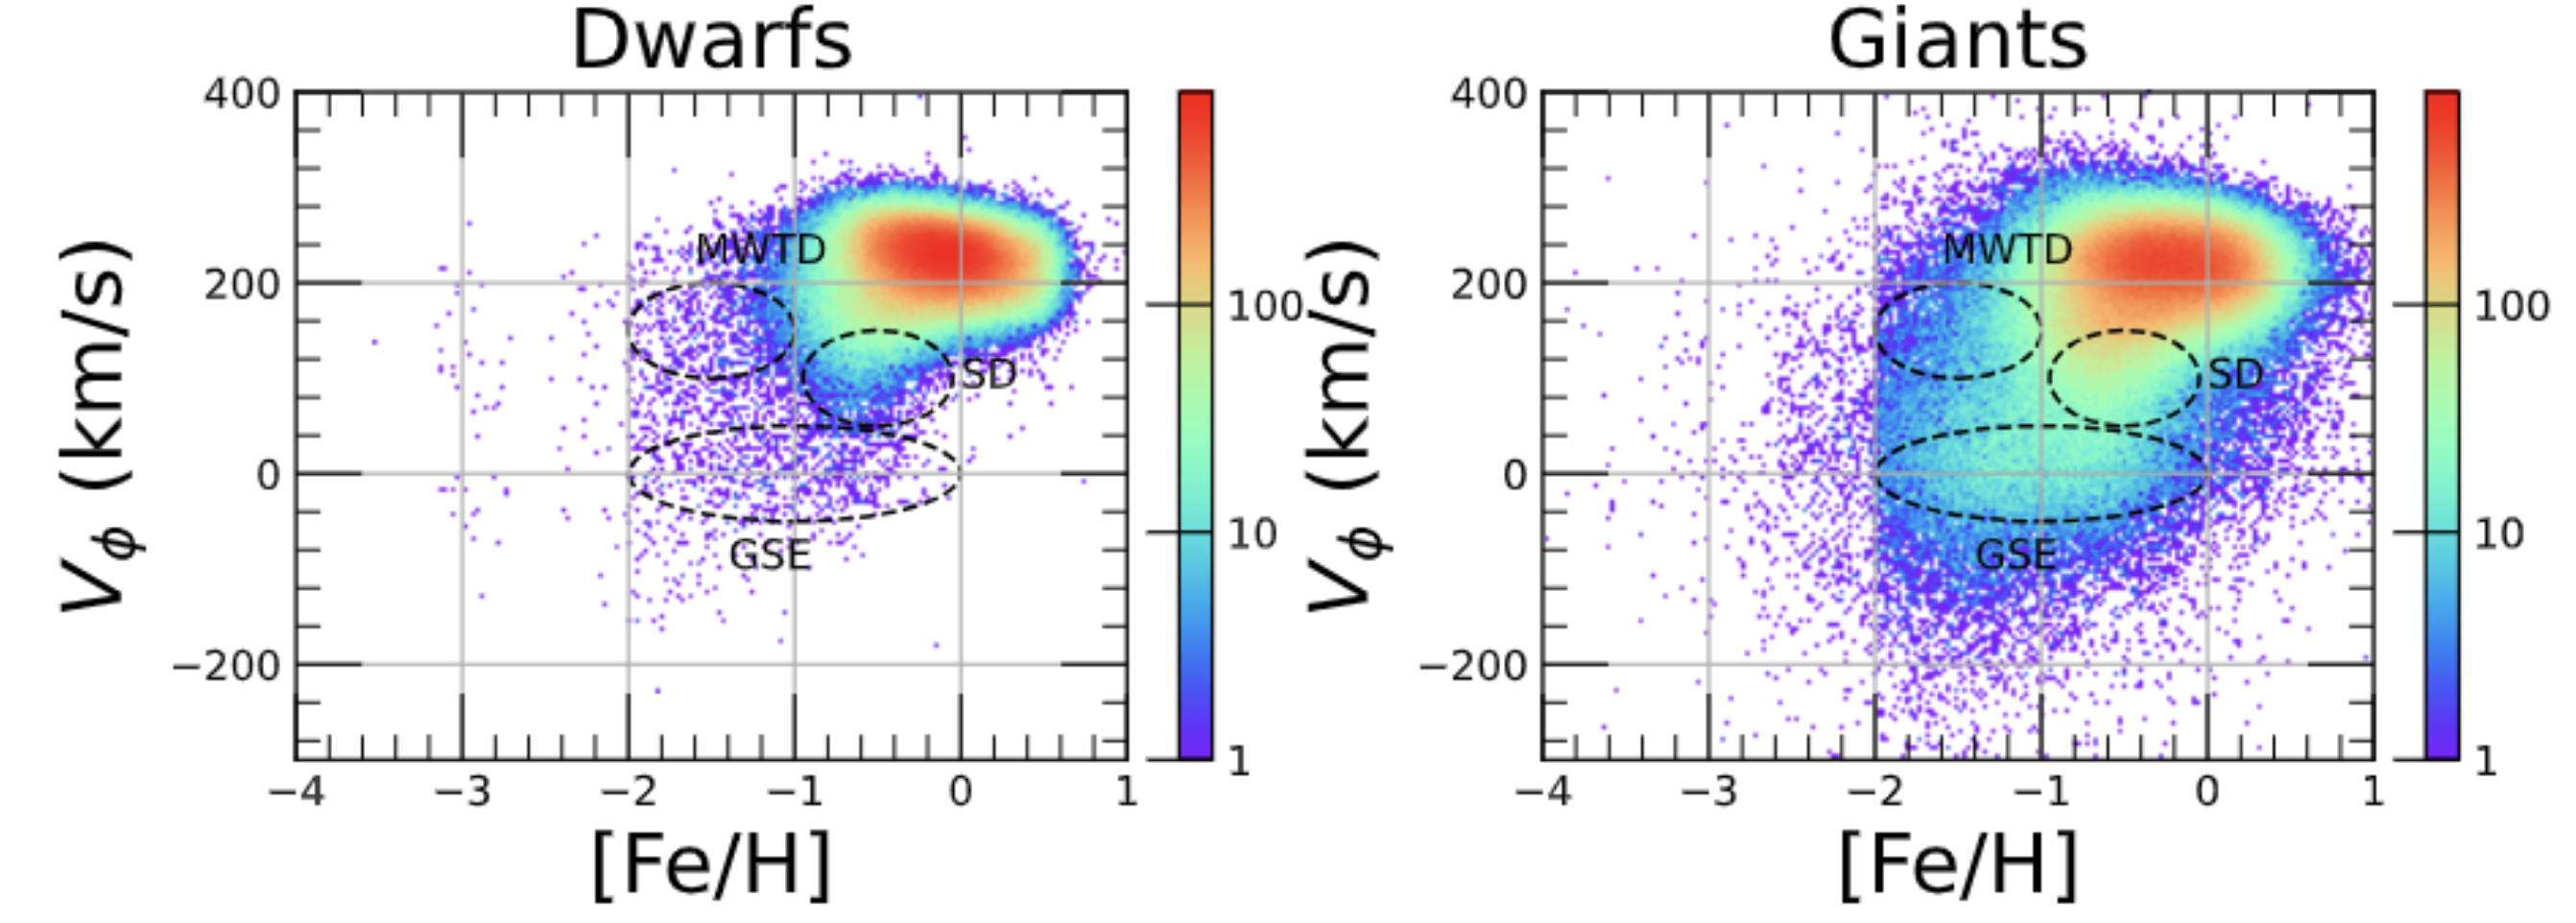 Dwarfs
400
200
0
−200
V_ϕ (km/s)
MWTD
SD
GSE
−4 −3 −2 −1 0 1
[Fe/H]
100
10
1
Giants
400
200
0
−200
V_ϕ (km/s)
MWTD
SD
GSE
−4 −3 −2 −1 0 1
[Fe/H]
100
10
1